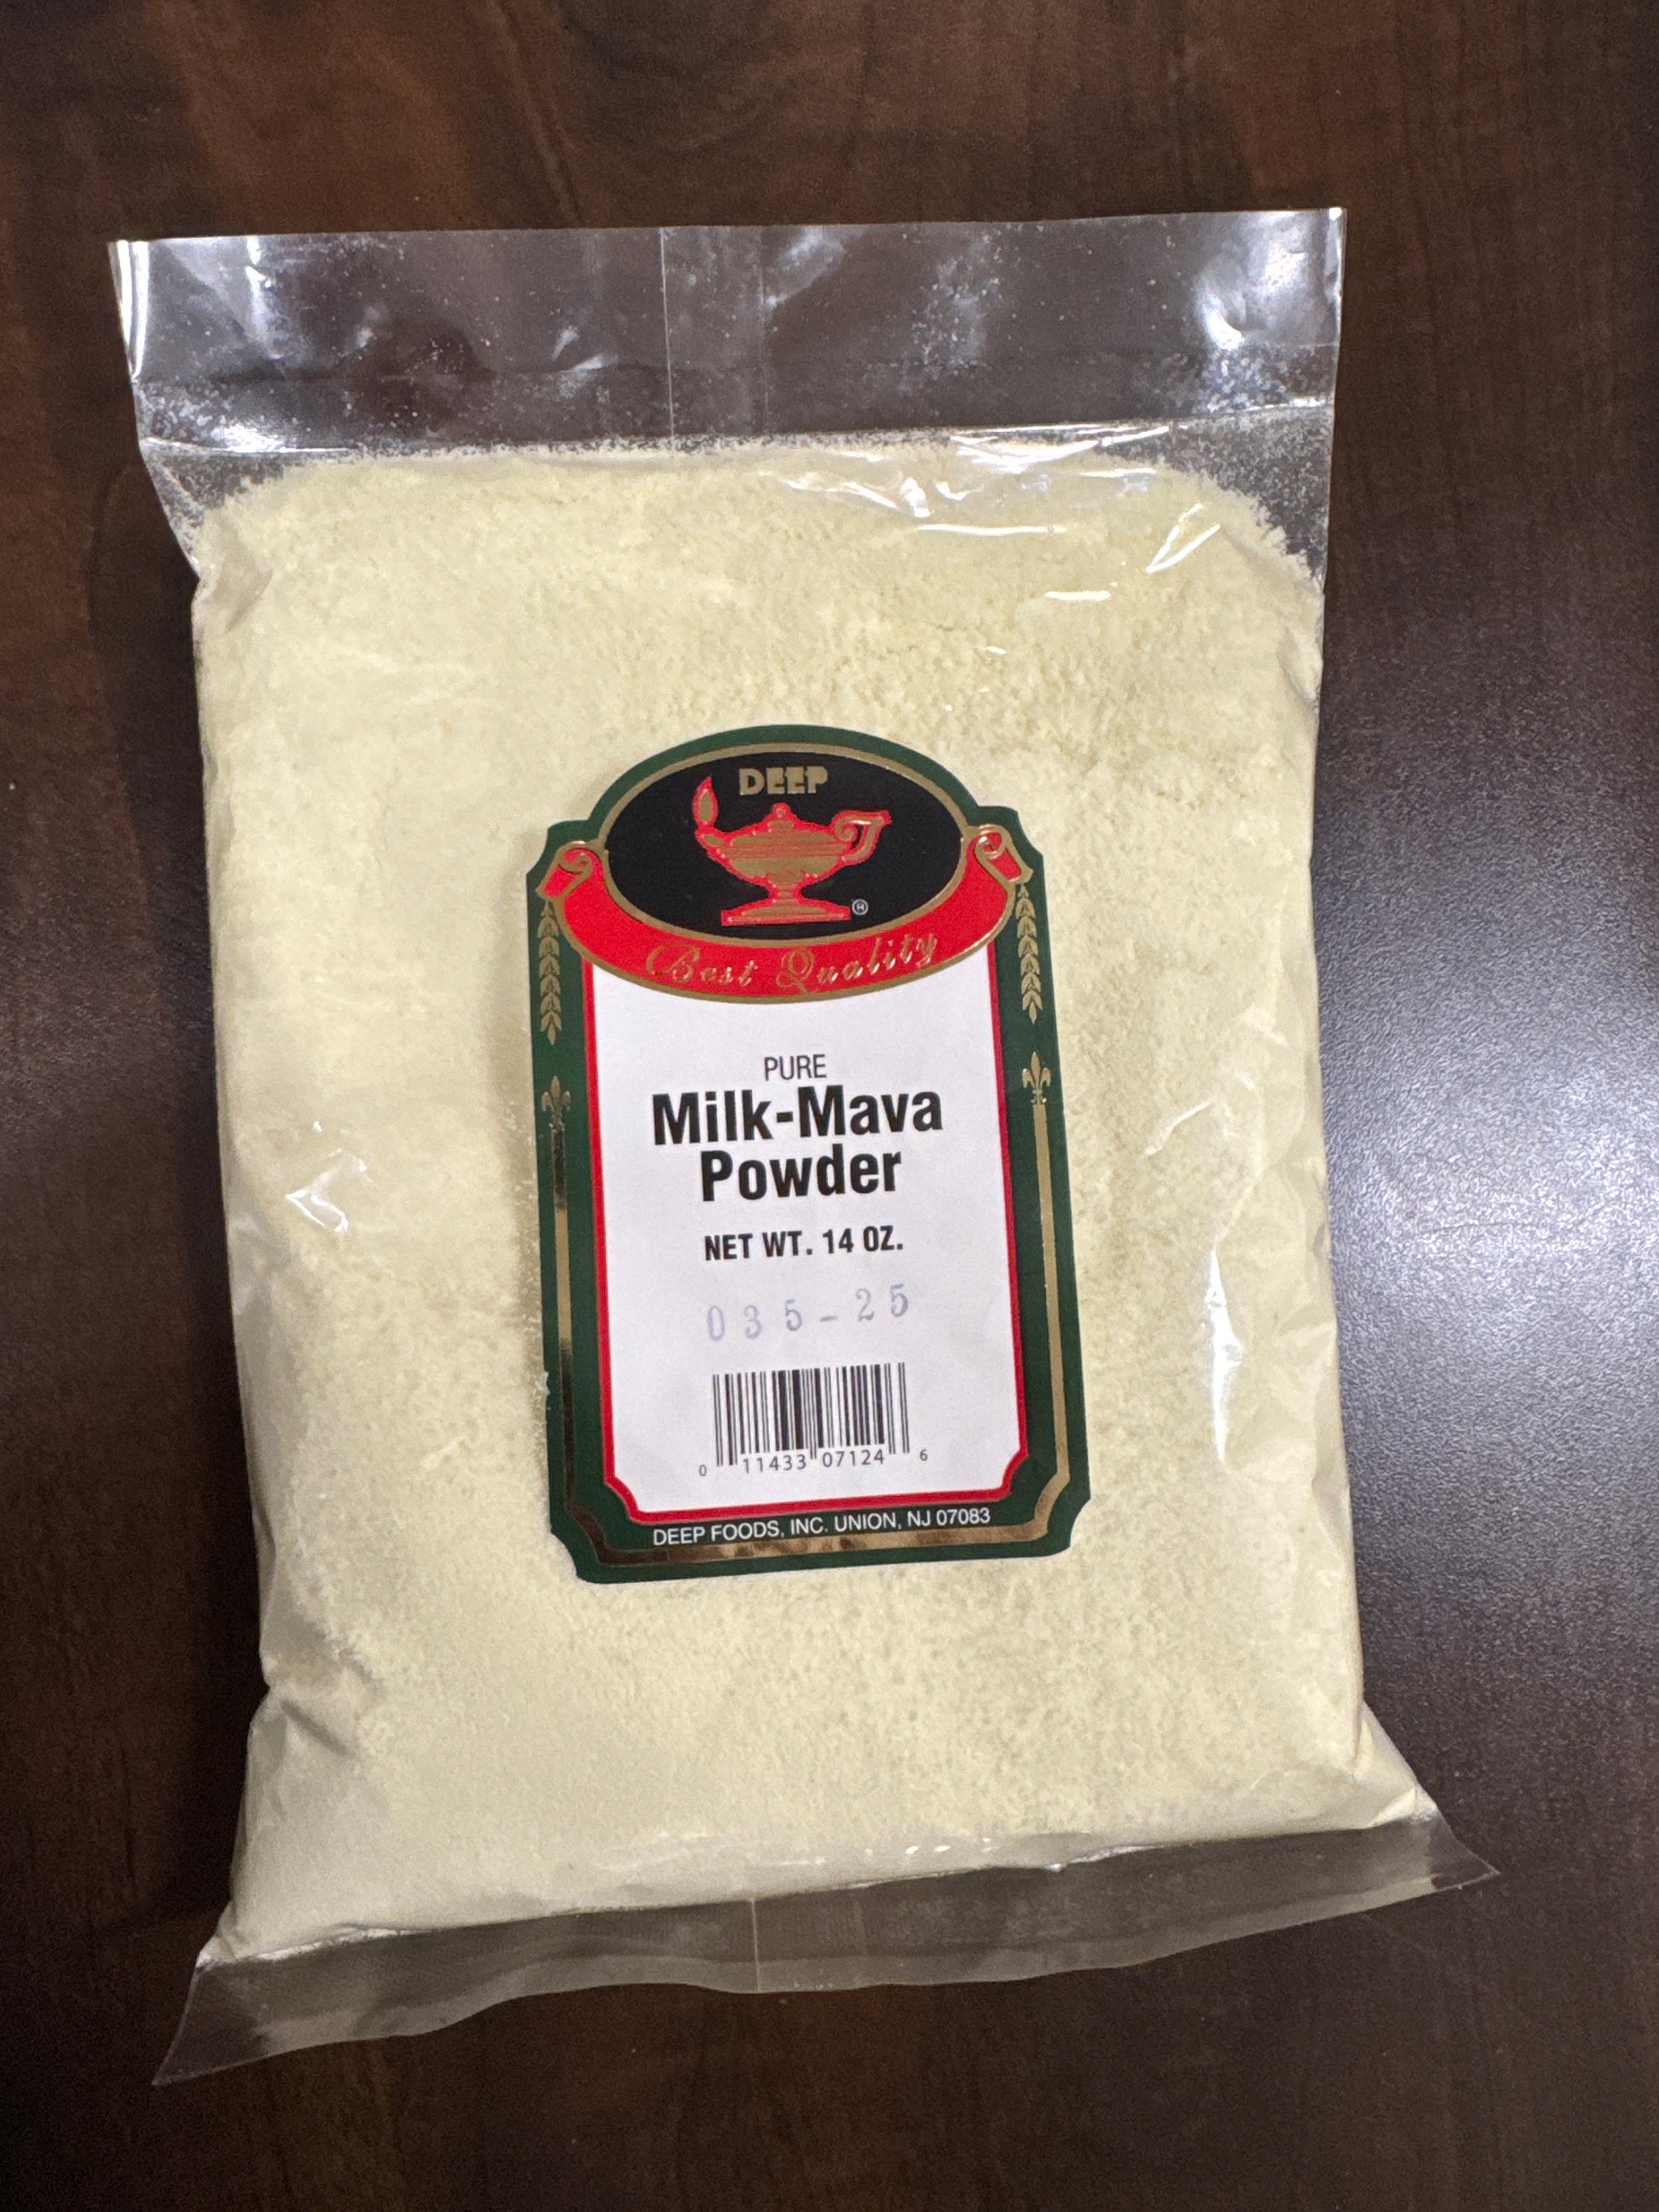 DEEP
Best Quality
PURE
Milk-Mava
Powder
NET WT. 14 OZ.
035-25
0 11433 07124 6
DEEP FOODS, INC. UNION, NJ 07083